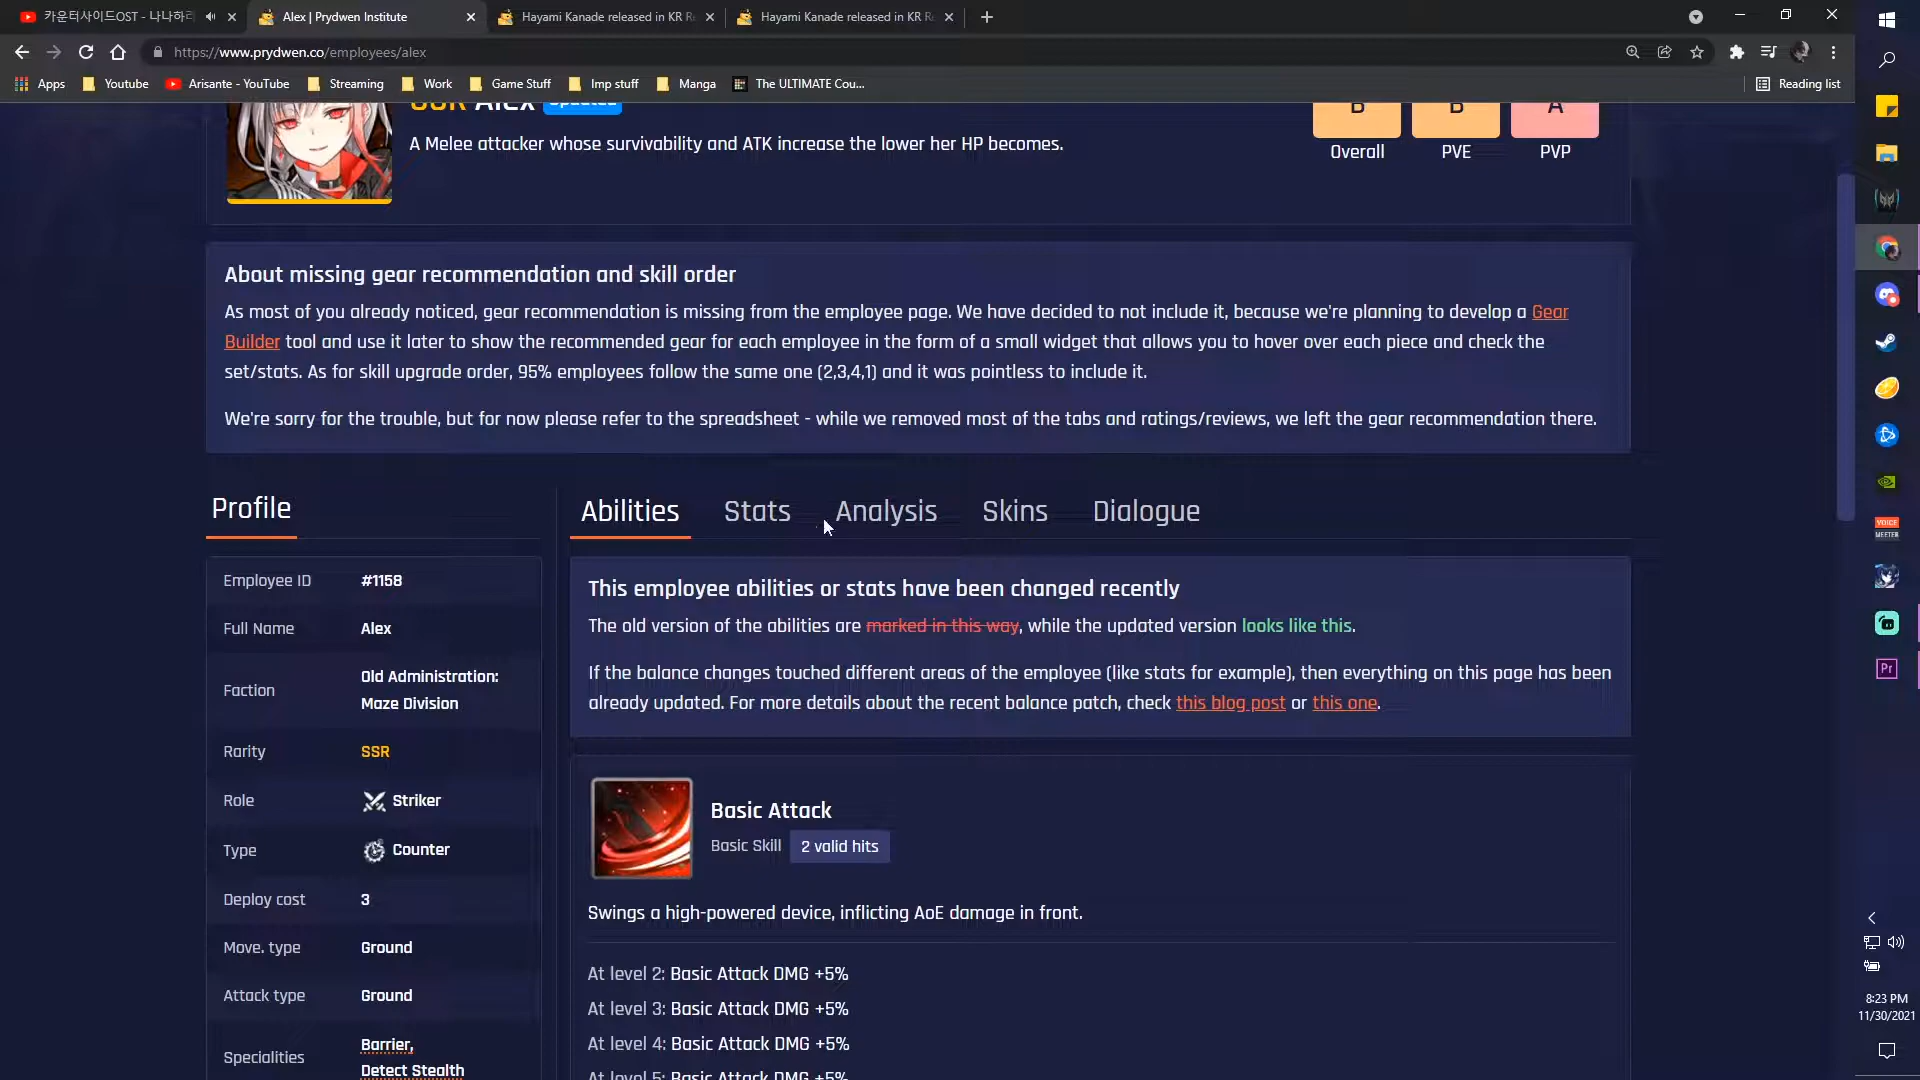 카운터사이드OST - 나나하라
Alex | Prydwen Institute
Hayami Kanade released in KR R
Hayami Kanade released in KR R
https://www.prydwen.co/employees/alex
Apps
Youtube
Arisante - YouTube
Streaming
Work
Game Stuff
Imp stuff
Manga
The ULTIMATE Cou...
Reading list
SSR Alex Updated
A Melee attacker whose survivability and ATK increase the lower her HP becomes.
B
B
A
Overall
PVE
PVP
About missing gear recommendation and skill order
As most of you already noticed, gear recommendation is missing from the employee page. We have decided to not include it, because we're planning to develop a Gear
Builder tool and use it later to show the recommended gear for each employee in the form of a small widget that allows you to hover over each piece and check the
set/stats. As for skill upgrade order, 95% employees follow the same one (2,3,4,1) and it was pointless to include it.
We're sorry for the trouble, but for now please refer to the spreadsheet - while we removed most of the tabs and ratings/reviews, we left the gear recommendation there.
Profile
Employee ID #1158
Full Name Alex
Faction Old Administration:
Maze Division
Rarity SSR
Role Striker
Type Counter
Deploy cost 3
Move. type Ground
Attack type Ground
Specialities Barrier,
Detect Stealth
Abilities Stats Analysis Skins Dialogue
This employee abilities or stats have been changed recently
The old version of the abilities are marked in this way, while the updated version looks like this.
If the balance changes touched different areas of the employee (like stats for example), then everything on this page has been
already updated. For more details about the recent balance patch, check this blog post or this one.
Basic Attack
Basic Skill 2 valid hits
Swings a high-powered device, inflicting AoE damage in front.
At level 2: Basic Attack DMG +5%
At level 3: Basic Attack DMG +5%
At level 4: Basic Attack DMG +5%
At level 5: Basic Attack DMG +5%
VOICE
MEETER
Pr
8:23 PM
11/30/2021